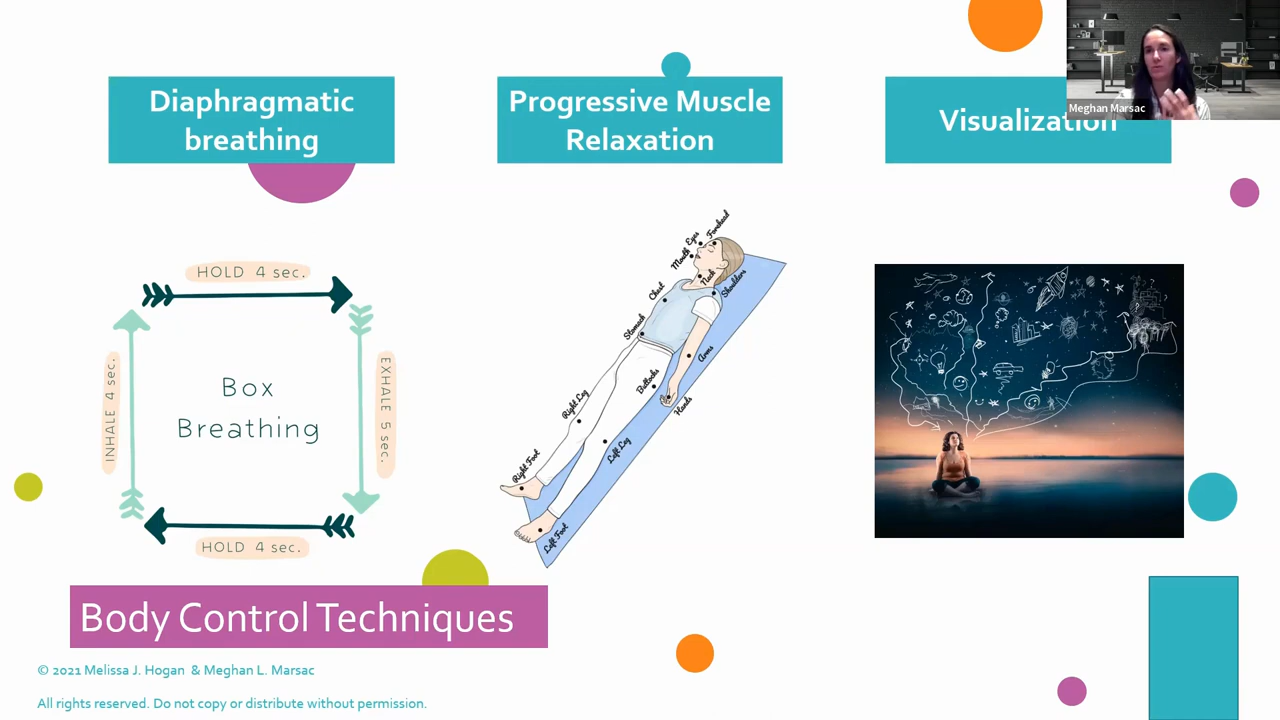 Diaphragmatic
breathing
Progressive Muscle
Relaxation
Visualization
Meghan Marsac
HOLD 4 sec.
INHALE 4 sec.
EXHALE 5 sec.
HOLD 4 sec.
Box
Breathing
Forehead
Eyes
Mouth
Neck
Shoulders
Chest
Stomach
Arms
Buttocks
Hands
Right Leg
Left Leg
Right Foot
Left Foot
Body Control Techniques
© 2021 Melissa J. Hogan & Meghan L. Marsac
All rights reserved. Do not copy or distribute without permission.